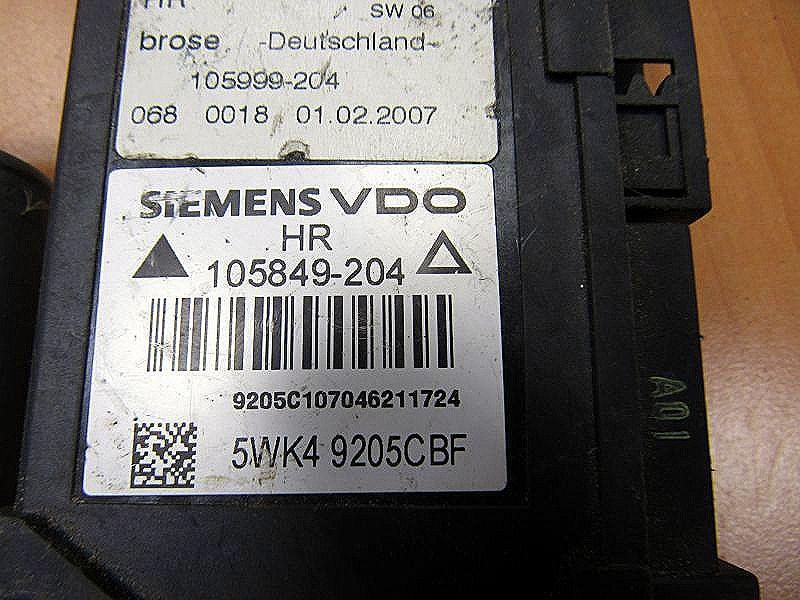 HR
SW 06
brose -Deutschland-
105999-204
068 0018 01.02.2007
SIEMENS VDO
HR
105849-204
9205C107046211724
5WK4 9205CBF
A01